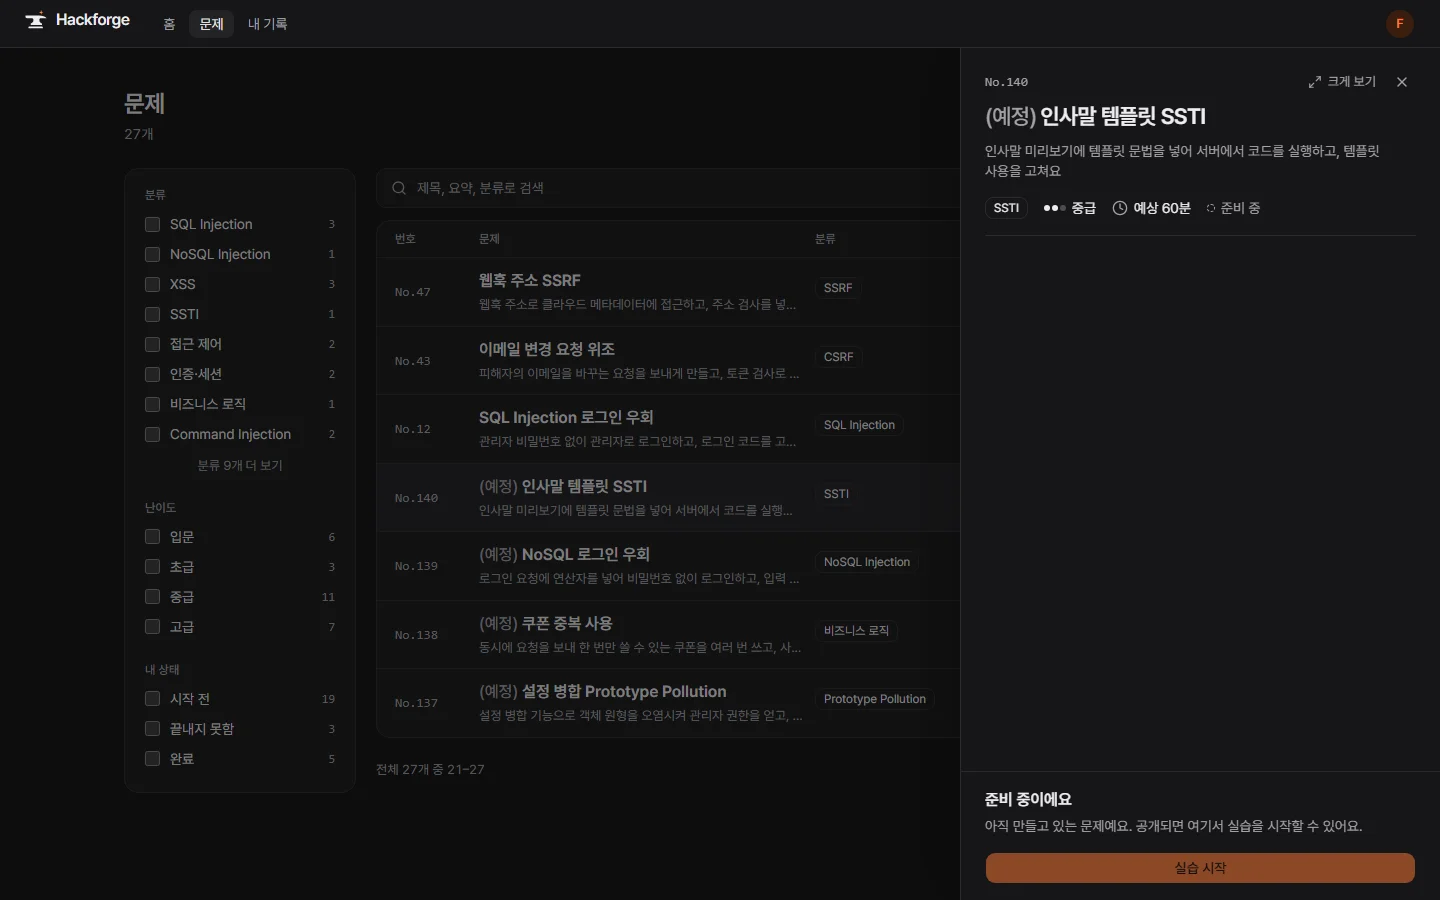 Hackforge
홈
문제
내 기록
F
문제
27개
분류
SQL Injection 3
NoSQL Injection 1
XSS 3
SSTI 1
접근 제어 2
인증·세션 2
비즈니스 로직 1
Command Injection 2
분류 9개 더 보기
난이도
입문 6
초급 3
중급 11
고급 7
내 상태
시작 전 19
끝내지 못함 3
완료 5
제목, 요약, 분류로 검색
번호 문제 분류
No.47 웹훅 주소 SSRF SSRF
웹훅 주소로 클라우드 메타데이터에 접근하고, 주소 검사를 넣...
No.43 이메일 변경 요청 위조 CSRF
피해자의 이메일을 바꾸는 요청을 보내게 만들고, 토큰 검사로 ...
No.12 SQL Injection 로그인 우회 SQL Injection
관리자 비밀번호 없이 관리자로 로그인하고, 로그인 코드를 고...
No.140 (예정) 인사말 템플릿 SSTI SSTI
인사말 미리보기에 템플릿 문법을 넣어 서버에서 코드를 실행...
No.139 (예정) NoSQL 로그인 우회 NoSQL Injection
로그인 요청에 연산자를 넣어 비밀번호 없이 로그인하고, 입력 ...
No.138 (예정) 쿠폰 중복 사용 비즈니스 로직
동시에 요청을 보내 한 번만 쓸 수 있는 쿠폰을 여러 번 쓰고, 사...
No.137 (예정) 설정 병합 Prototype Pollution Prototype Pollution
설정 병합 기능으로 객체 원형을 오염시켜 관리자 권한을 얻고, ...
전체 27개 중 21–27
No.140
크게 보기
(예정) 인사말 템플릿 SSTI
인사말 미리보기에 템플릿 문법을 넣어 서버에서 코드를 실행하고, 템플릿
사용을 고쳐요
SSTI 중급 예상 60분 준비 중
준비 중이에요
아직 만들고 있는 문제예요. 공개되면 여기서 실습을 시작할 수 있어요.
실습 시작